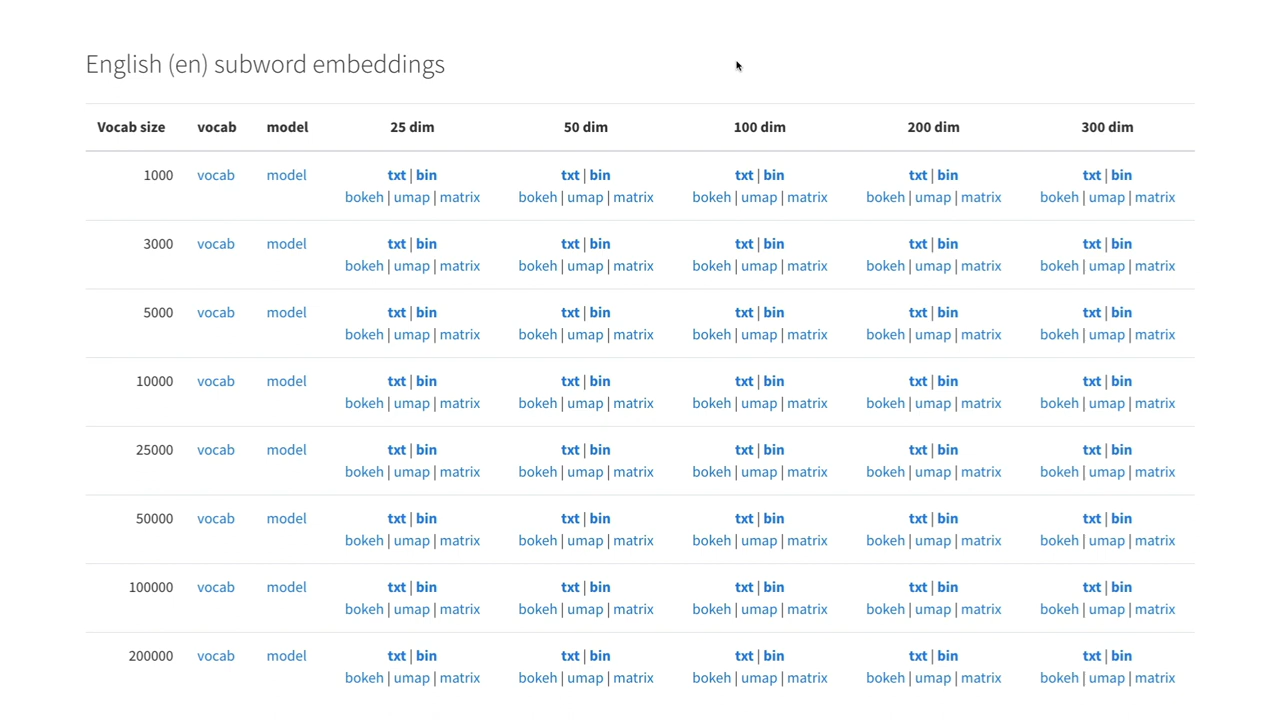 English (en) subword embeddings
Vocab size vocab model 25 dim 50 dim 100 dim 200 dim 300 dim
1000 vocab model txt | bin txt | bin txt | bin txt | bin txt | bin
bokeh | umap | matrix bokeh | umap | matrix bokeh | umap | matrix bokeh | umap | matrix bokeh | umap | matrix
3000 vocab model txt | bin txt | bin txt | bin txt | bin txt | bin
bokeh | umap | matrix bokeh | umap | matrix bokeh | umap | matrix bokeh | umap | matrix bokeh | umap | matrix
5000 vocab model txt | bin txt | bin txt | bin txt | bin txt | bin
bokeh | umap | matrix bokeh | umap | matrix bokeh | umap | matrix bokeh | umap | matrix bokeh | umap | matrix
10000 vocab model txt | bin txt | bin txt | bin txt | bin txt | bin
bokeh | umap | matrix bokeh | umap | matrix bokeh | umap | matrix bokeh | umap | matrix bokeh | umap | matrix
25000 vocab model txt | bin txt | bin txt | bin txt | bin txt | bin
bokeh | umap | matrix bokeh | umap | matrix bokeh | umap | matrix bokeh | umap | matrix bokeh | umap | matrix
50000 vocab model txt | bin txt | bin txt | bin txt | bin txt | bin
bokeh | umap | matrix bokeh | umap | matrix bokeh | umap | matrix bokeh | umap | matrix bokeh | umap | matrix
100000 vocab model txt | bin txt | bin txt | bin txt | bin txt | bin
bokeh | umap | matrix bokeh | umap | matrix bokeh | umap | matrix bokeh | umap | matrix bokeh | umap | matrix
200000 vocab model txt | bin txt | bin txt | bin txt | bin txt | bin
bokeh | umap | matrix bokeh | umap | matrix bokeh | umap | matrix bokeh | umap | matrix bokeh | umap | matrix